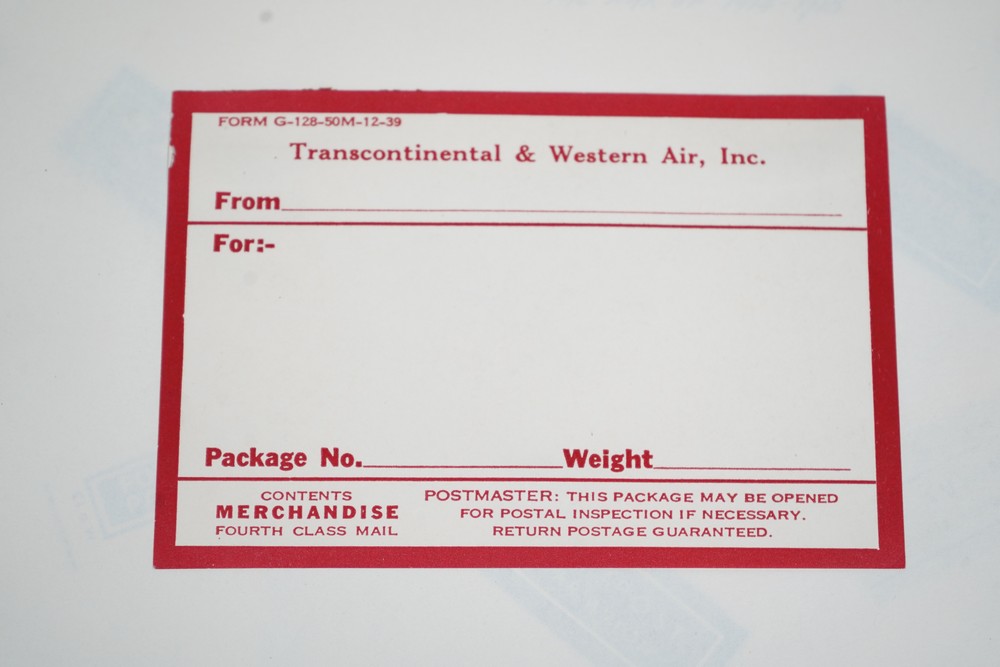 FORM G-128-50M-12-39
Transcontinental & Western Air, Inc.
From
For:-
Package No. Weight
CONTENTS
MERCHANDISE
FOURTH CLASS MAIL
POSTMASTER: THIS PACKAGE MAY BE OPENED
FOR POSTAL INSPECTION IF NECESSARY.
RETURN POSTAGE GUARANTEED.